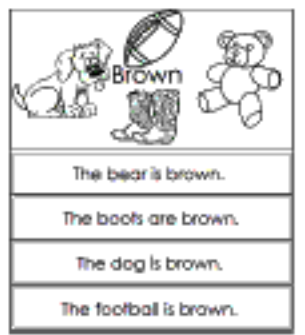 Brown
The bear is brown.
The boots are brown.
The dog is brown.
The football is brown.